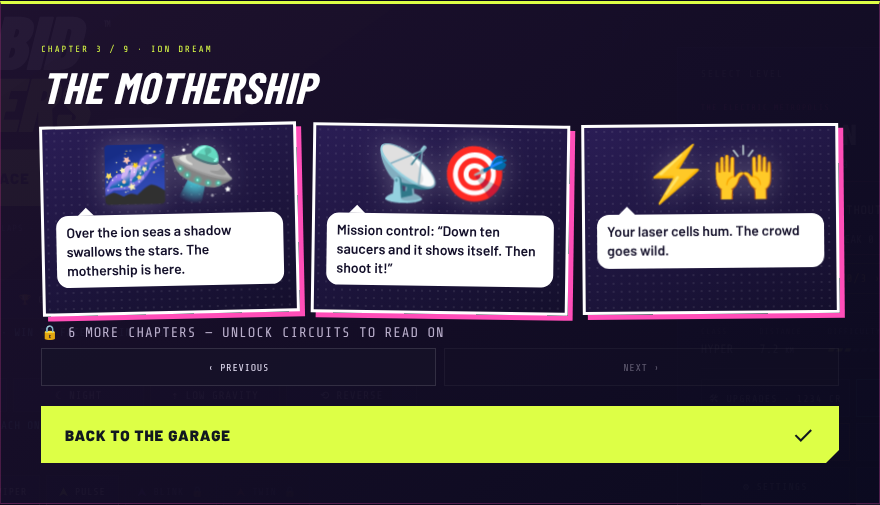 CHAPTER 3 / 9 · ION DREAM
THE MOTHERSHIP
Over the ion seas a shadow
swallows the stars. The
mothership is here.
Mission control: “Down ten
saucers and it shows itself. Then
shoot it!”
Your laser cells hum. The crowd
goes wild.
6 MORE CHAPTERS — UNLOCK CIRCUITS TO READ ON
‹ PREVIOUS
NEXT ›
BACK TO THE GARAGE